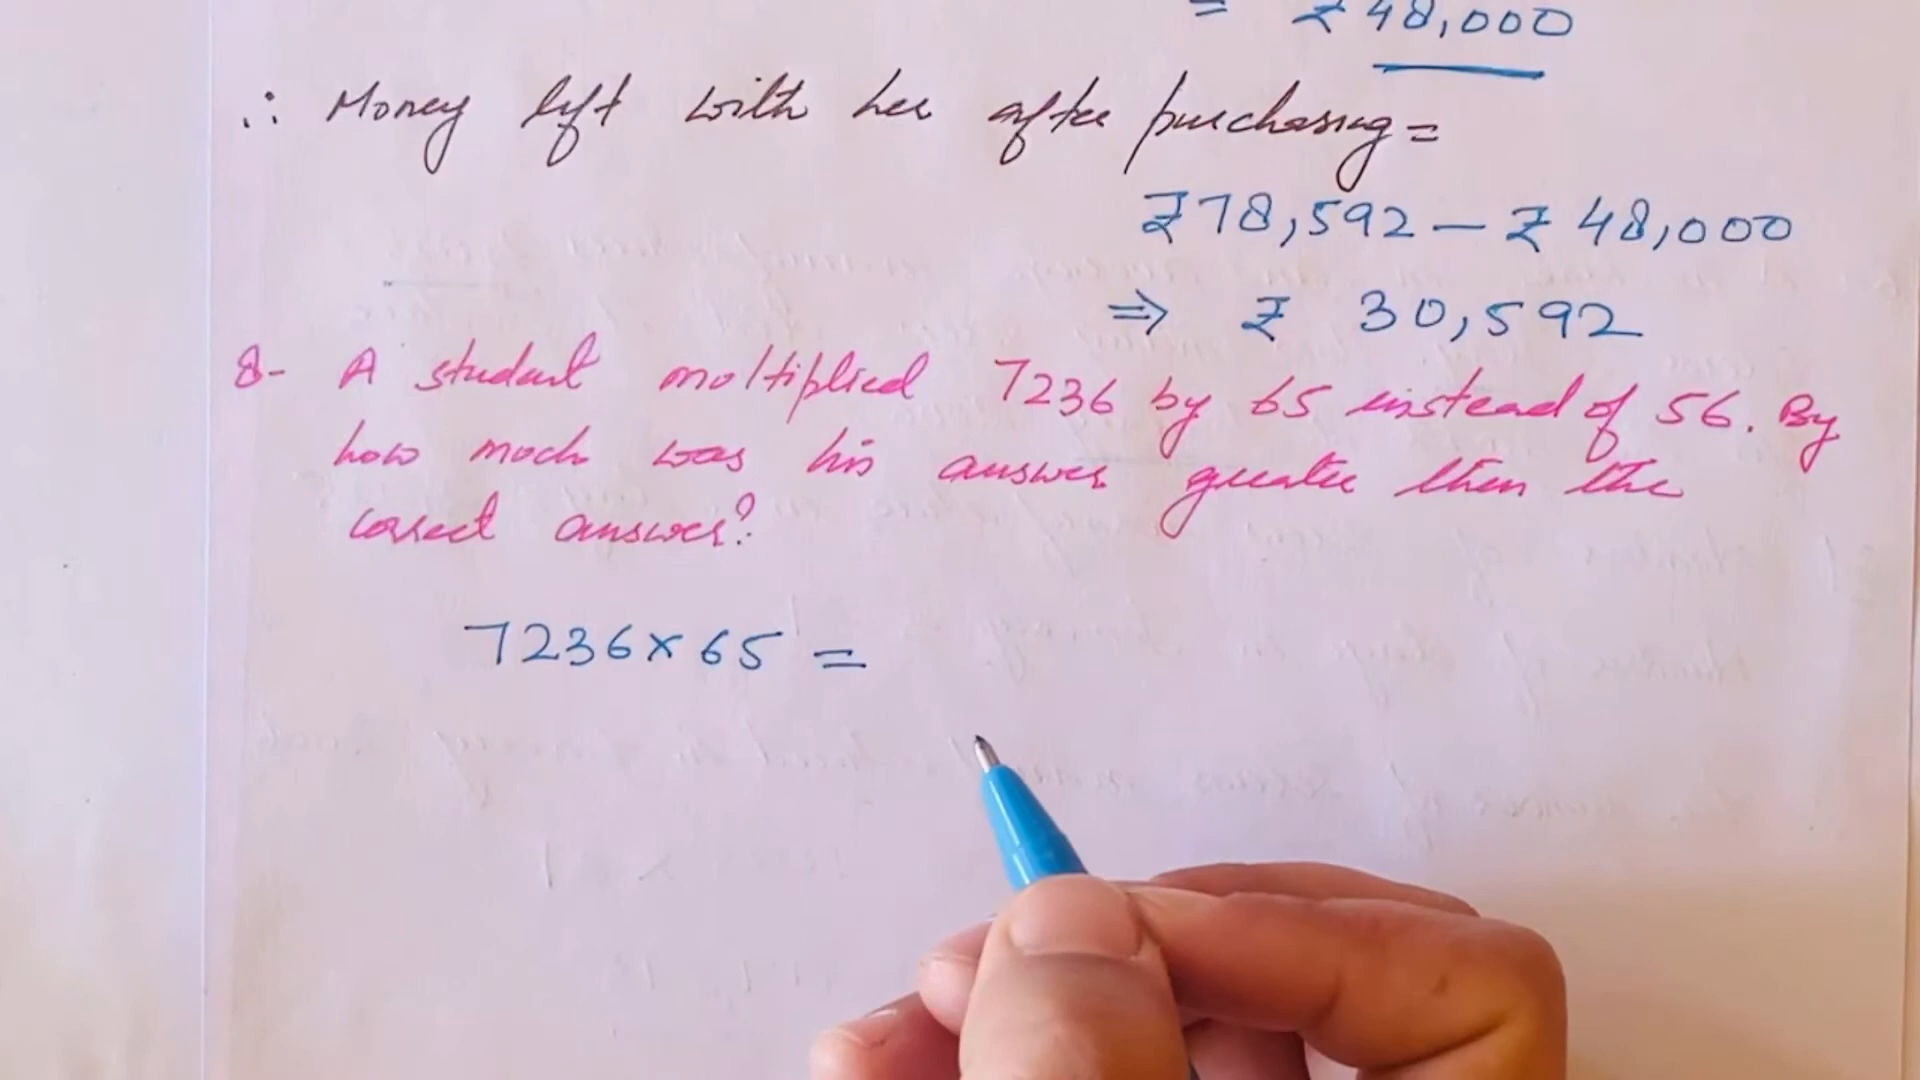 = ₹48,000
∴ Money left with her after purchasing =
₹78,592 – ₹ 48,000
⇒ ₹ 30,592
8- A student multiplied 7236 by 65 instead of 56. By
how much was his answer greater then the
correct answer?
7236×65 =